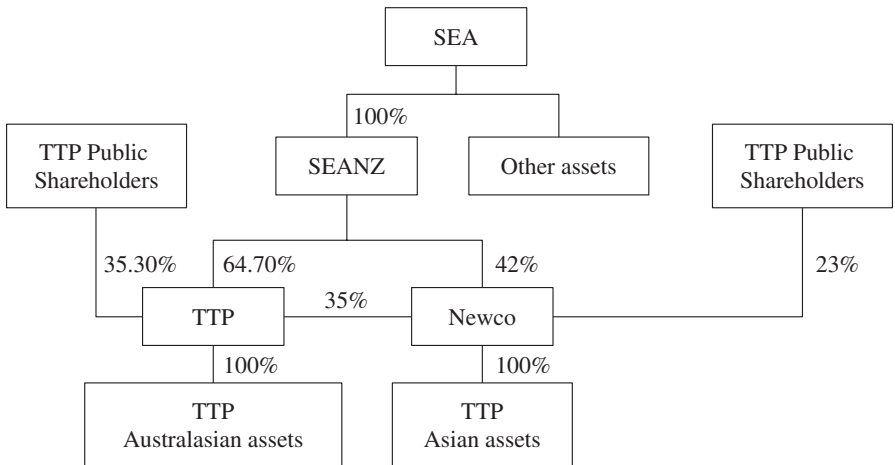 SEA
100%
TTP Public
Shareholders
SEANZ
Other assets
TTP Public
Shareholders
35.30%
64.70%
42%
23%
TTP
35%
Newco
100%
100%
TTP
Australasian assets
TTP
Asian assets